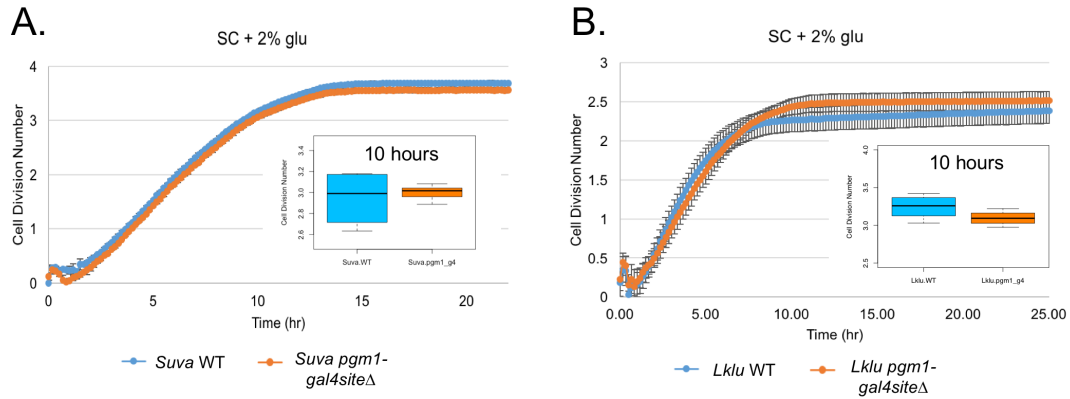 A.
SC + 2% glu
Cell Division Number
4
3
2
1
0
0
5
10
15
20
Time (hr)
10 hours
Cell Division Number
3.4
3.2
3.0
2.8
2.6
Suva.WT
Suva.pgm1_g4
Suva WT
Suva pgm1-
gal4siteΔ
B.
SC + 2% glu
Cell Division Number
3
2.5
2
1.5
1
0.5
0
0.00
5.00
10.00
15.00
20.00
25.00
Time (hr)
10 hours
Cell Division Number
4.0
3.5
3.0
2.5
Lklu.WT
Lklu.pgm1_g4
Lklu WT
Lklu pgm1-
gal4siteΔ